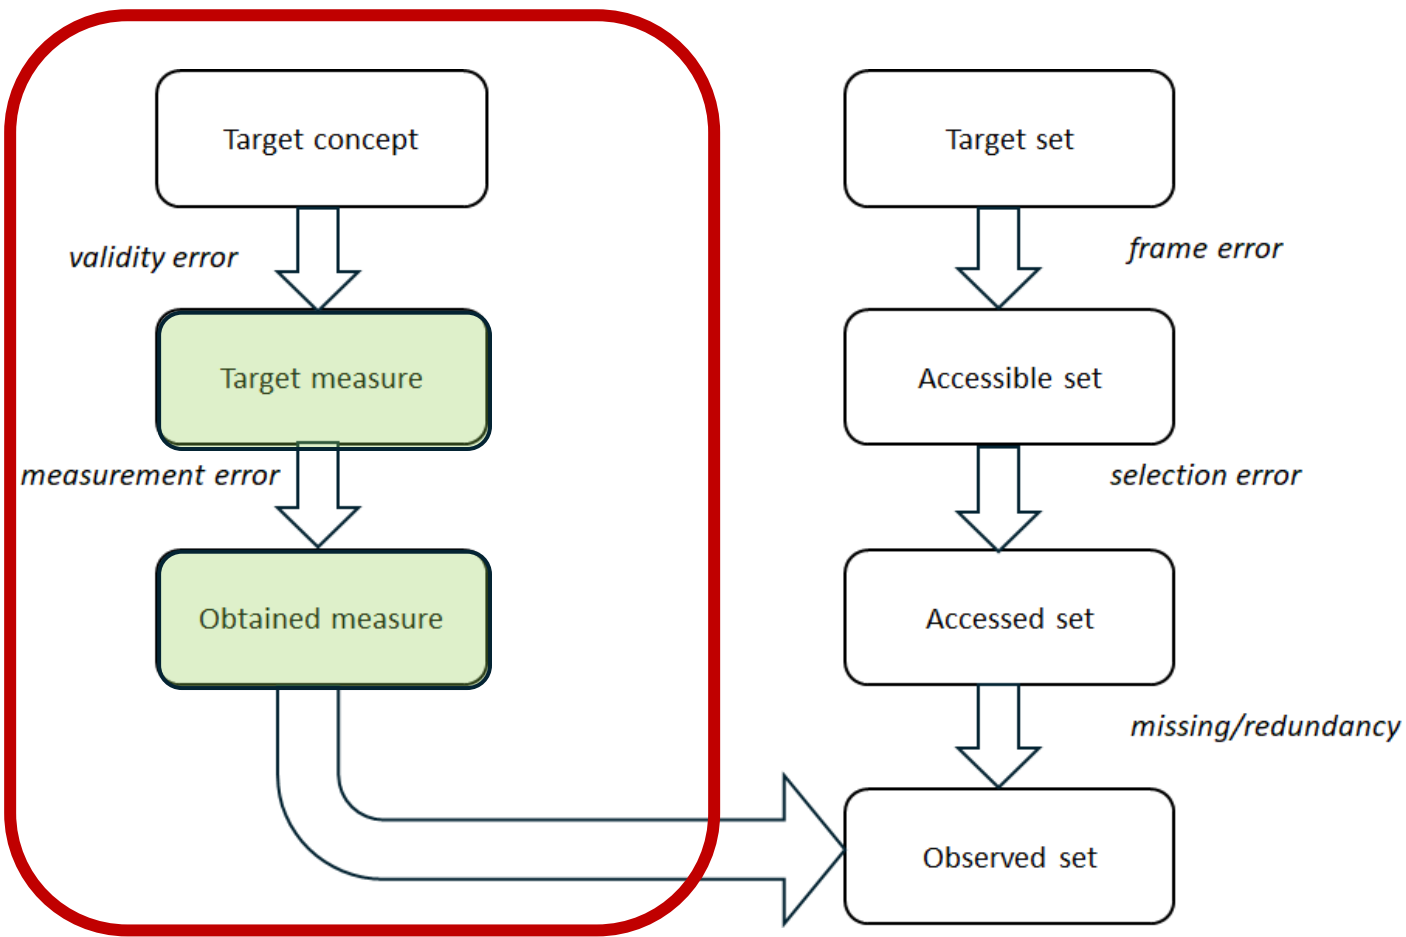 Target concept
validity error
Target measure
measurement error
Obtained measure
Target set
frame error
Accessible set
selection error
Accessed set
missing/redundancy
Observed set